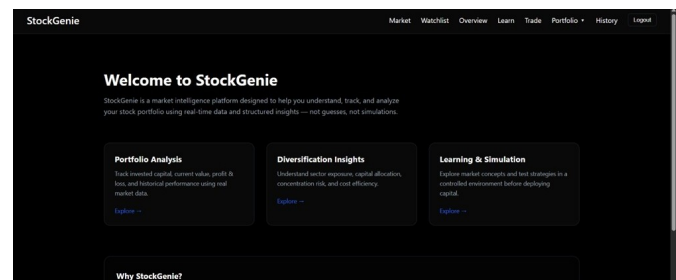 StockGenie
Market Watchlist Overview Learn Trade Portfolio ▾ History Logout
Welcome to StockGenie
StockGenie is a market intelligence platform designed to help you understand, track, and analyze
your stock portfolio using real-time data and structured insights — not guesses, not simulations.
Portfolio Analysis
Track invested capital, current value, profit &
loss, and historical performance using real
market data.
Explore →
Diversification Insights
Understand sector exposure, capital allocation,
concentration risk, and cost efficiency.
Explore →
Learning & Simulation
Explore market concepts and test strategies in a
controlled environment before deploying
capital.
Explore →
Why StockGenie?